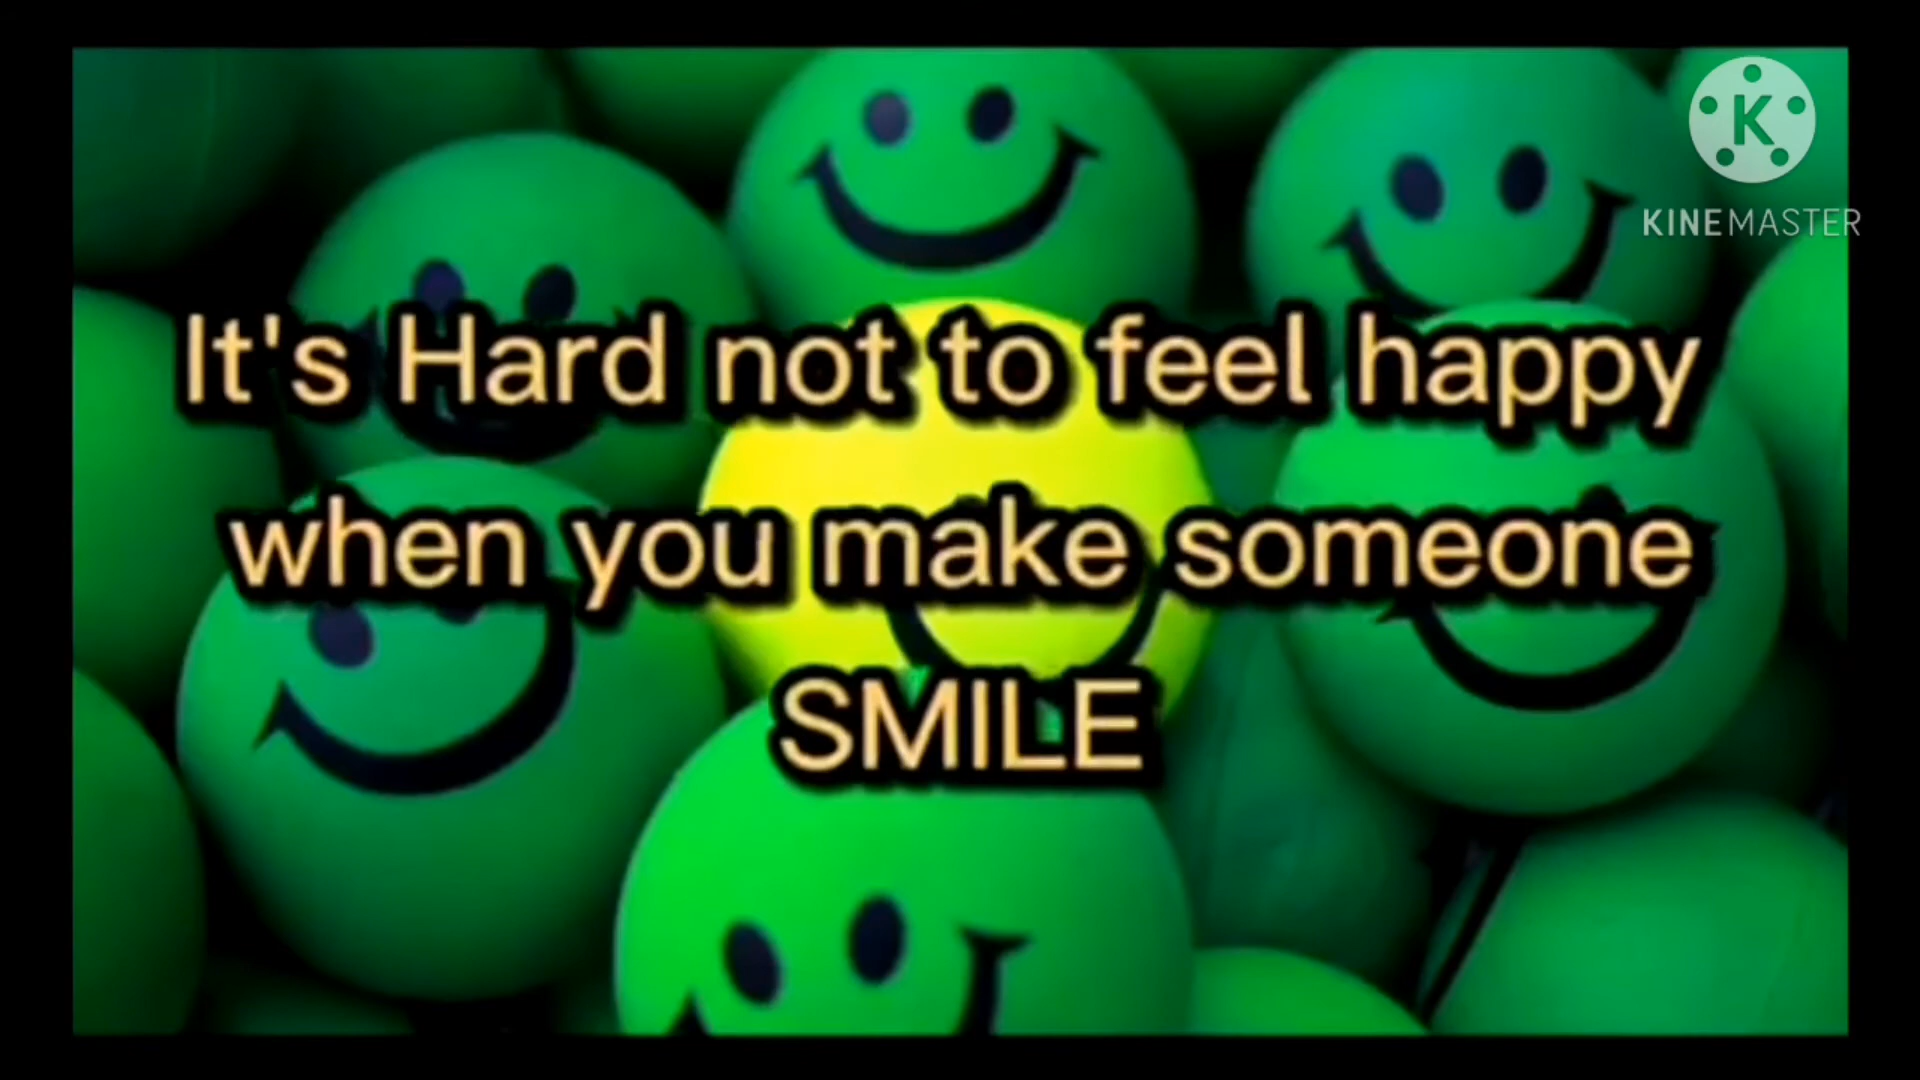 K
KINEMASTER
It's Hard not to feel happy
when you make someone
SMILE